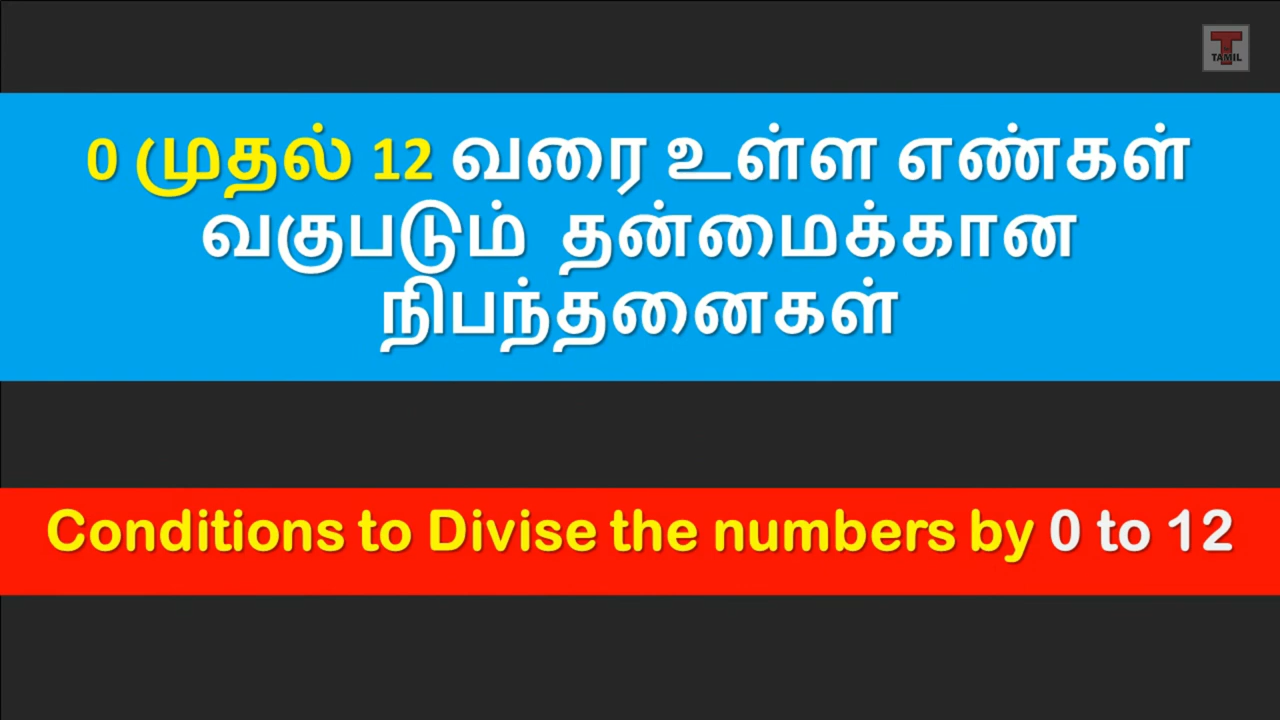 T
TAMIL
0 முதல் 12 வரை உள்ள எண்கள்
வகுபடும் தன்மைக்கான
நிபந்தனைகள்
Conditions to Divise the numbers by 0 to 12